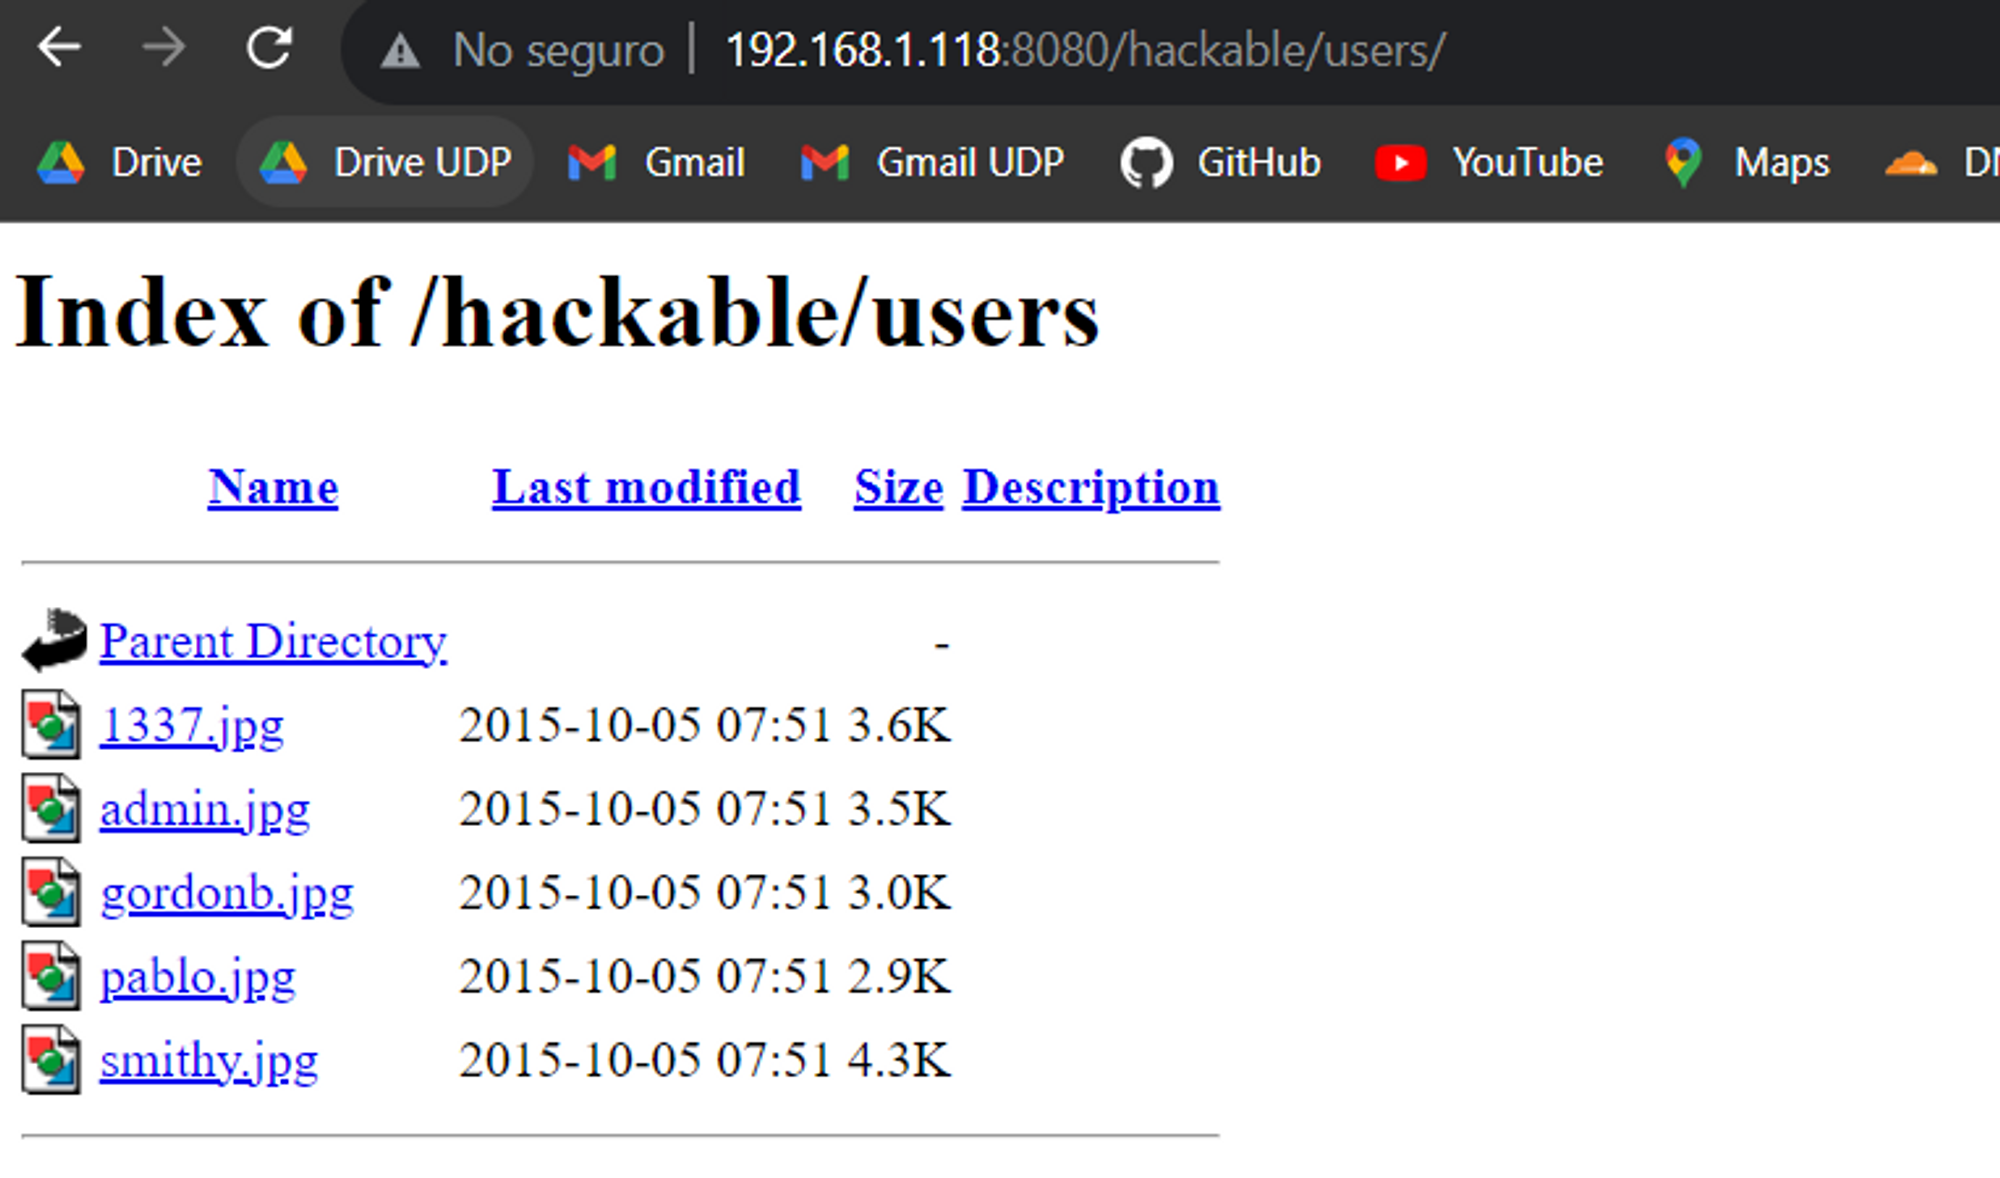 No seguro | 192.168.1.118:8080/hackable/users/
Drive Drive UDP Gmail Gmail UDP GitHub YouTube Maps
Index of /hackable/users
Name Last modified Size Description
Parent Directory -
1337.jpg 2015-10-05 07:51 3.6K
admin.jpg 2015-10-05 07:51 3.5K
gordonb.jpg 2015-10-05 07:51 3.0K
pablo.jpg 2015-10-05 07:51 2.9K
smithy.jpg 2015-10-05 07:51 4.3K